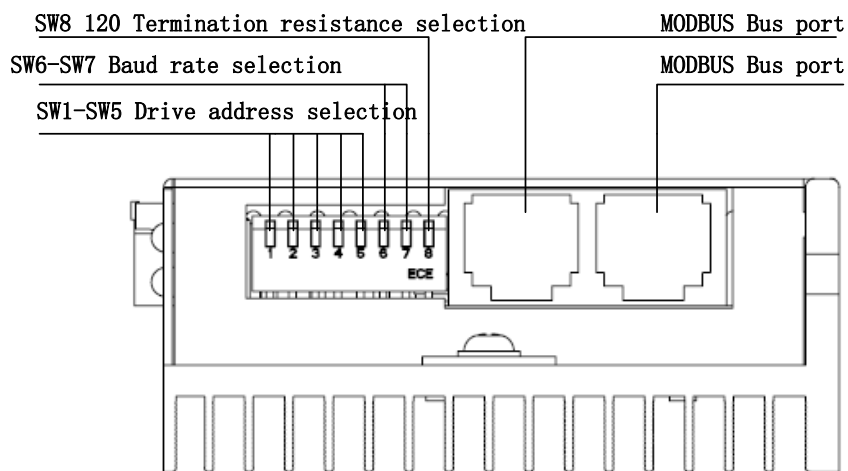 SW8 120 Termination resistance selection
MODBUS Bus port
SW6-SW7 Baud rate selection
MODBUS Bus port
SW1-SW5 Drive address selection
1 2 3 4 5 6 7 8
ECE